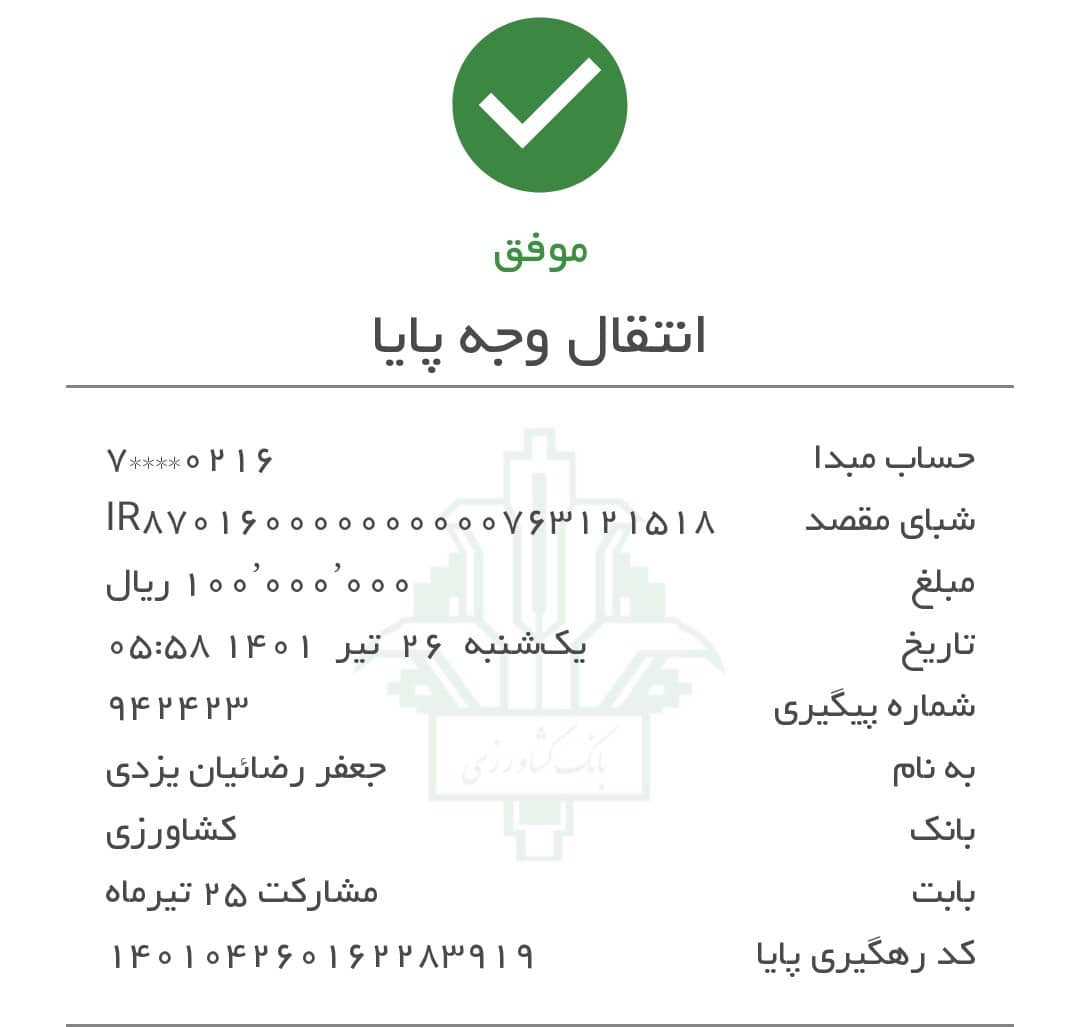 موفق
انتقال وجه پایا
حساب مبدا ۷****۰۲۱۶
شبای مقصد IR۸۷۰۱۶۰۰۰۰۰۰۰۰۰۰۷۶۳۱۲۱۵۱۸
مبلغ ۱۰۰٬۰۰۰٬۰۰۰ ریال
تاریخ یک‌شنبه ۲۶ تیر ۱۴۰۱ ۰۵:۵۸
شماره پیگیری ۹۴۲۴۲۳
به نام جعفر رضائیان یزدی
بانک کشاورزی
بابت مشارکت ۲۵ تیرماه
کد رهگیری پایا ۱۴۰۱۰۴۲۶۰۱۶۲۲۸۳۹۱۹
بانک کشاورزی